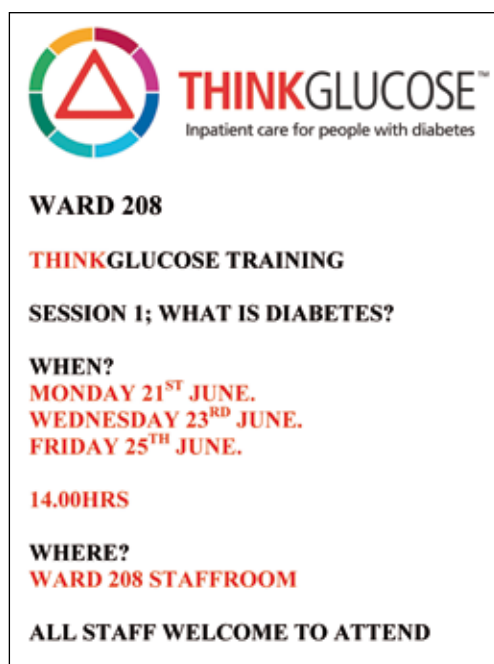 THINKGLUCOSE™
Inpatient care for people with diabetes
WARD 208
THINKGLUCOSE TRAINING
SESSION 1; WHAT IS DIABETES?
WHEN?
MONDAY 21ST JUNE.
WEDNESDAY 23RD JUNE.
FRIDAY 25TH JUNE.
14.00HRS
WHERE?
WARD 208 STAFFROOM
ALL STAFF WELCOME TO ATTEND